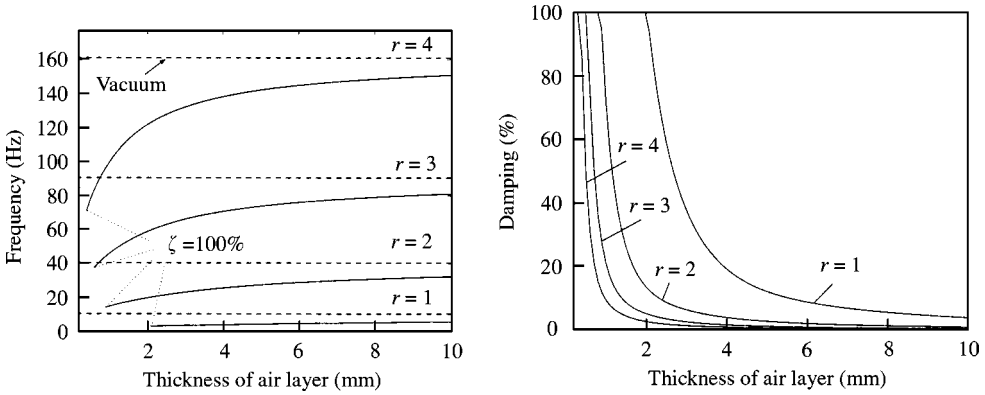 r = 4
160
Vacuum
140
120
100
r = 3
80
60
ζ =100%
r = 2
40
20
r = 1
0
2 4 6 8 10
Thickness of air layer (mm)
Frequency (Hz)
100
80
60
r = 4
40
r = 3
20
r = 2
r = 1
0
2 4 6 8 10
Thickness of air layer (mm)
Damping (%)